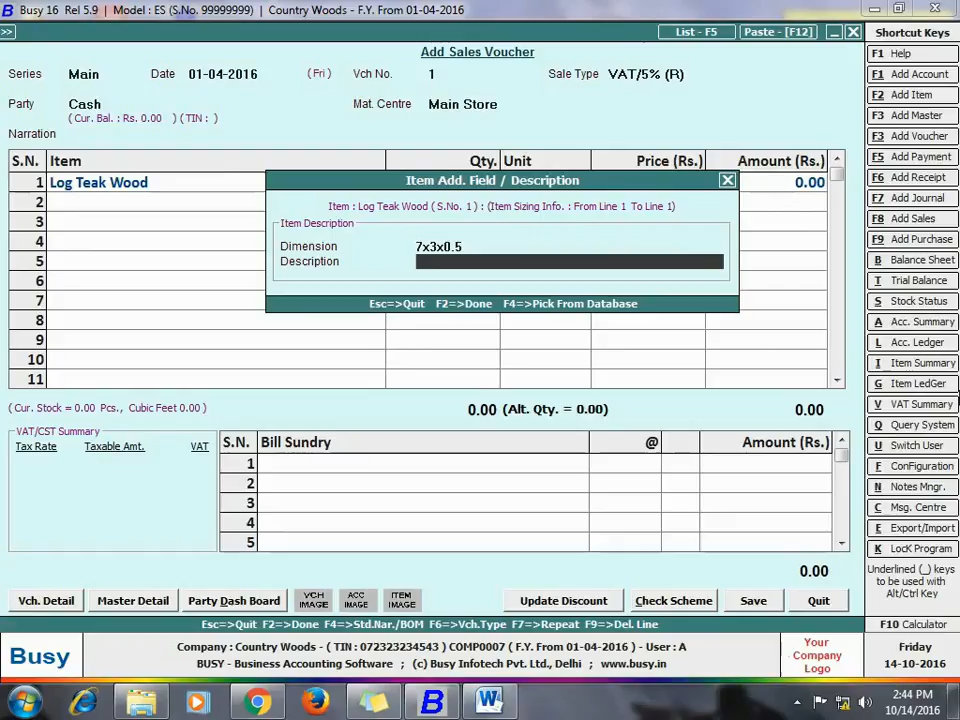 Busy 16 Rel 5.9 | Model : ES (S.No. 99999999) | Country Woods - F.Y. From 01-04-2016
>> List - F5 Paste - [F12] Shortcut Keys
Add Sales Voucher
Series Main Date 01-04-2016 (Fri) Vch No. 1 Sale Type VAT/5% (R)
Party Cash Mat. Centre Main Store
(Cur. Bal. : Rs. 0.00 ) (TIN : )
Narration
S.N. Item Qty. Unit Price (Rs.) Amount (Rs.)
1 Log Teak Wood 0.00
2
3
4
5
6
7
8
9
10
11
Item Add. Field / Description
Item : Log Teak Wood ( S.No. 1 ) : (Item Sizing Info. : From Line 1 To Line 1)
Item Description
Dimension 7x3x0.5
Description
Esc=>Quit F2=>Done F4=>Pick From Database
( Cur. Stock = 0.00 Pcs., Cubic Feet 0.00 ) 0.00 (Alt. Qty. = 0.00) 0.00
VAT/CST Summary
Tax Rate Taxable Amt. VAT
S.N. Bill Sundry @ Amount (Rs.)
1
2
3
4
5
0.00
Vch. Detail Master Detail Party Dash Board VCH IMAGE ACC IMAGE ITEM IMAGE Update Discount Check Scheme Save Quit
Esc=>Quit F2=>Done F4=>Std.Nar./BOM F6=>Vch.Type F7=>Repeat F9=>Del. Line
F1 Help
F1 Add Account
F2 Add Item
F3 Add Master
F3 Add Voucher
F5 Add Payment
F6 Add Receipt
F7 Add Journal
F8 Add Sales
F9 Add Purchase
B Balance Sheet
T Trial Balance
S Stock Status
A Acc. Summary
L Acc. Ledger
I Item Summary
G Item LedGer
V VAT Summary
Q Query System
U Switch User
F ConFiguration
N Notes Mngr.
C Msg. Centre
E Export/Import
K LocK Program
Underlined (_) keys
to be used with
Alt/Ctrl Key
F10 Calculator
Busy
Company : Country Woods - ( TIN : 072323234543 ) COMP0007 ( F.Y. From 01-04-2016 ) - User : A
BUSY - Business Accounting Software ; (c) Busy Infotech Pvt. Ltd., Delhi ; www.busy.in
Your
Company
Logo
Friday
14-10-2016
2:44 PM
10/14/2016